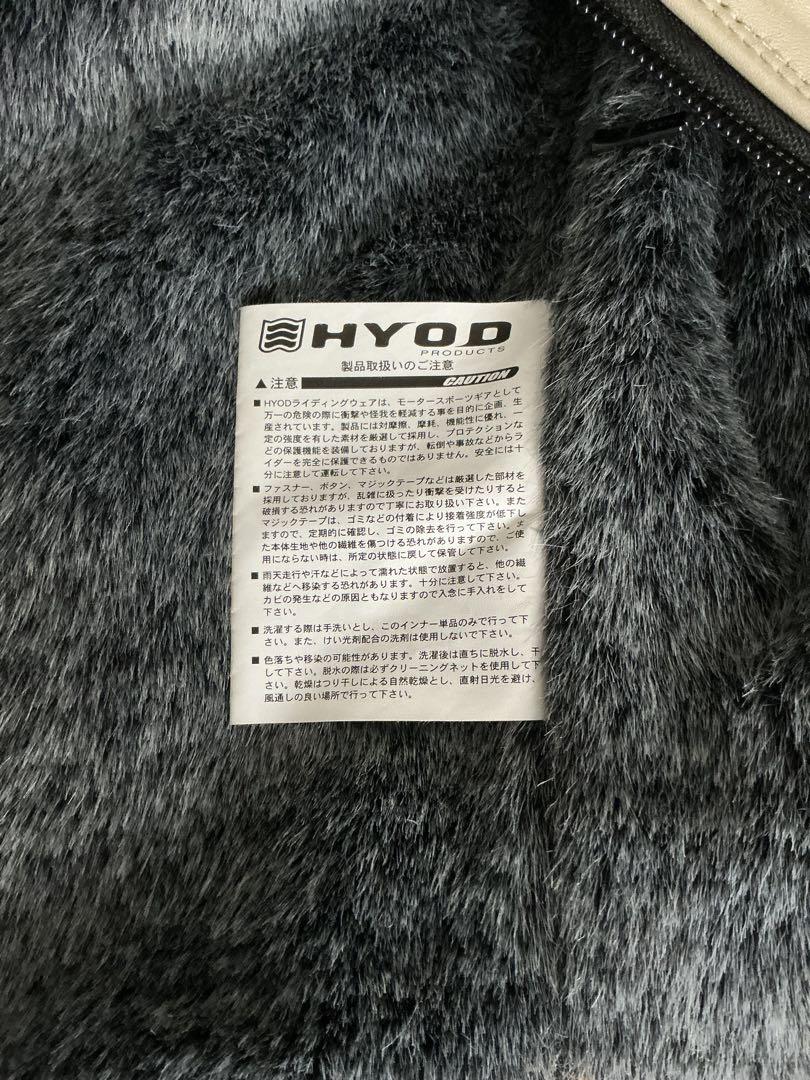 HYOD
PRODUCTS
製品取扱いのご注意
▲注意 CAUTION
■ HYODライディングウェアは、モータースポーツギアとして
万一の危険の際に衝撃や怪我を軽減する事を目的に企画、生
産されています。製品には対摩擦、摩耗、機能性に優れ、一
定の強度を有した素材を厳選して採用し、プロテクションな
どの保護機能を装備しておりますが、転倒や事故などからラ
イダーを完全に保護できるものではありません。安全には十
分に注意して運転して下さい。
■ ファスナー、ボタン、マジックテープなどは厳選した部材を
採用しておりますが、乱雑に扱ったり衝撃を受けたりすると
破損する恐れがありますので丁寧にお取り扱い下さい。また
マジックテープは、ゴミなどの付着により接着強度が低下し
ますので、定期的に確認し、ゴミの除去を行って下さい。ま
た本体生地や他の繊維を傷つける恐れがありますので、ご使
用にならない時は、所定の状態に戻して保管して下さい。
■ 雨天走行や汗などによって濡れた状態で放置すると、他の繊
維などへ移染する恐れがあります。十分に注意して下さい。
カビの発生などの原因ともなりますので入念に手入れをして
下さい。
■ 洗濯する際は手洗いとし、このインナー単品のみで行って下
さい。また、けい光剤配合の洗剤は使用しないで下さい。
■ 色落ちや移染の可能性があります。洗濯後は直ちに脱水し、干
して下さい。脱水の際は必ずクリーニングネットを使用して下
さい。乾燥はつり干しによる自然乾燥とし、直射日光を避け、
風通しの良い場所で行って下さい。